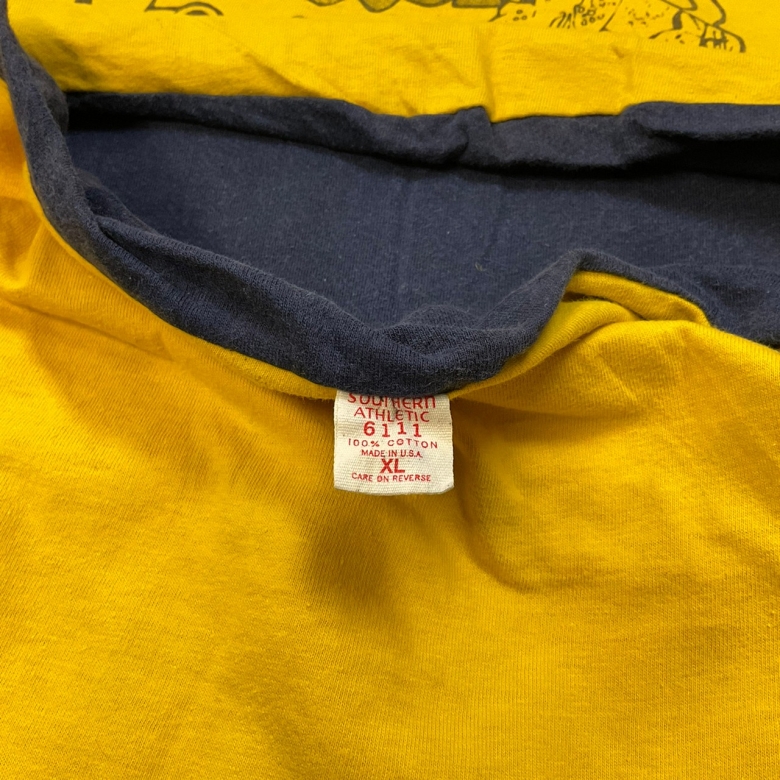 SOUTHERN
ATHLETIC
6111
100% COTTON
MADE IN U.S.A.
XL
CARE ON REVERSE